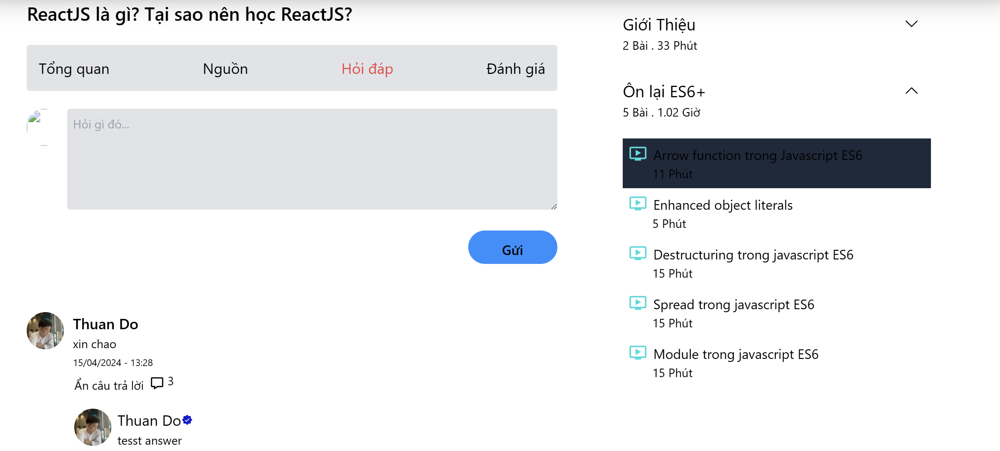 ReactJS là gì? Tại sao nên học ReactJS?
Tổng quan
Nguồn
Hỏi đáp
Đánh giá
Hỏi gì đó...
Gửi
Thuan Do
xin chao
15/04/2024 - 13:28
Ẩn câu trả lời 3
Thuan Do
tesst answer
Giới Thiệu
2 Bài . 33 Phút
Ôn lại ES6+
5 Bài . 1.02 Giờ
Arrow function trong Javascript ES6
11 Phút
Enhanced object literals
5 Phút
Destructuring trong javascript ES6
15 Phút
Spread trong javascript ES6
15 Phút
Module trong javascript ES6
15 Phút